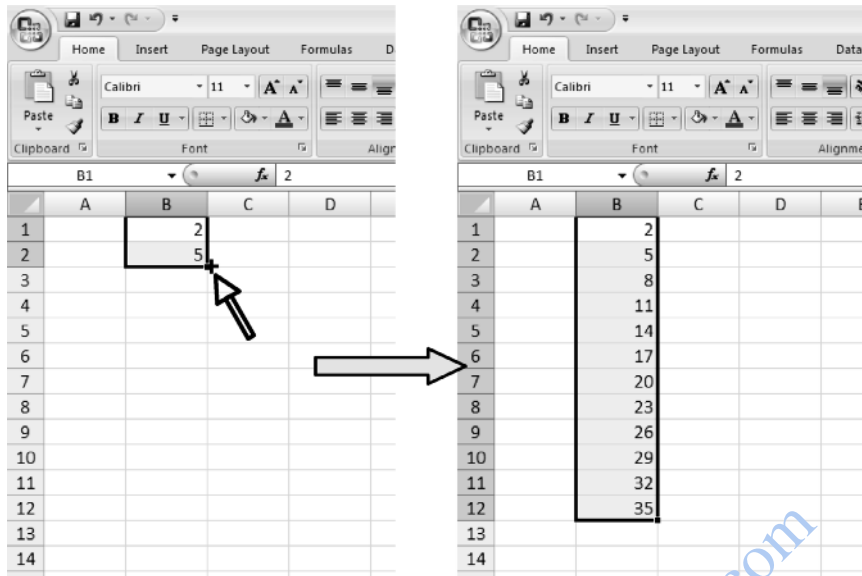 Home Insert Page Layout Formulas D
Calibri 11 A A
Paste B I U A
Clipboard Font Align
B1 fx 2
A B C D
1 2
2 5
3
4
5
6
7
8
9
10
11
12
13
14
Home Insert Page Layout Formulas Data
Calibri 11 A A
Paste B I U A
Clipboard Font Alignme
B1 fx 2
A B C D E
1 2
2 5
3 8
4 11
5 14
6 17
7 20
8 23
9 26
10 29
11 32
12 35
13
14
.com